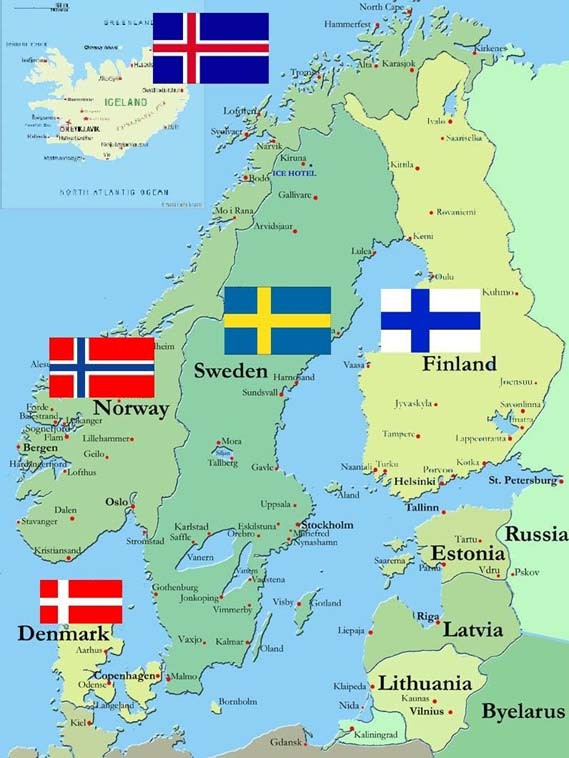 GREENLAND
ICELAND
REYKJAVIK
NORTH ATLANTIC OCEAN
North Cape
Hammerfest
Kirkenes
Alta
Karasjok
Tromso
Lofoten
Svolvær
Narvik
Ivalo
Saariselka
Kiruna
ICE HOTEL
Bodo
Kittila
Gallivare
Mo i Rana
Rovaniemi
Arvidsjaur
Kemi
Lulea
Oulu
Kuhmo
Sweden
Finland
Vaasa
Harnosand
Sundsvall
Joensuu
Norway
Jyvaskyla
Savonlinna
Imatra
Forde
Balestrand
Sognefjord
Flam
Lillehammer
Bergen
Geilo
Hardangerfjord
Lofthus
Mora
Siljan
Tallberg
Tampere
Lappeenranta
Gavle
Naantali
Turku
Porvoo
Kotka
Helsinki
St. Petersburg
Aland
Oslo
Uppsala
Tallinn
Dalen
Stavanger
Karlstad
Saffle
Eskilstuna
Orebro
Stockholm
Mariefred
Nynashamn
Russia
Stromstad
Kristiansand
Vanern
Tartu
Estonia
Saarema
Parnu
Vdru
Pskov
Vadstena
Gothenburg
Jonkoping
Vimmerby
Visby
Gotland
Riga
Liepaja
Latvia
Denmark
Aarhus
Vaxjo
Kalmar
Oland
Copenhagen
Malmo
Odense
Langeland
Klaipeda
Lithuania
Kaunas
Vilnius
Nida
Bornholm
Byelarus
Kiel
Kaliningrad
Gdansk